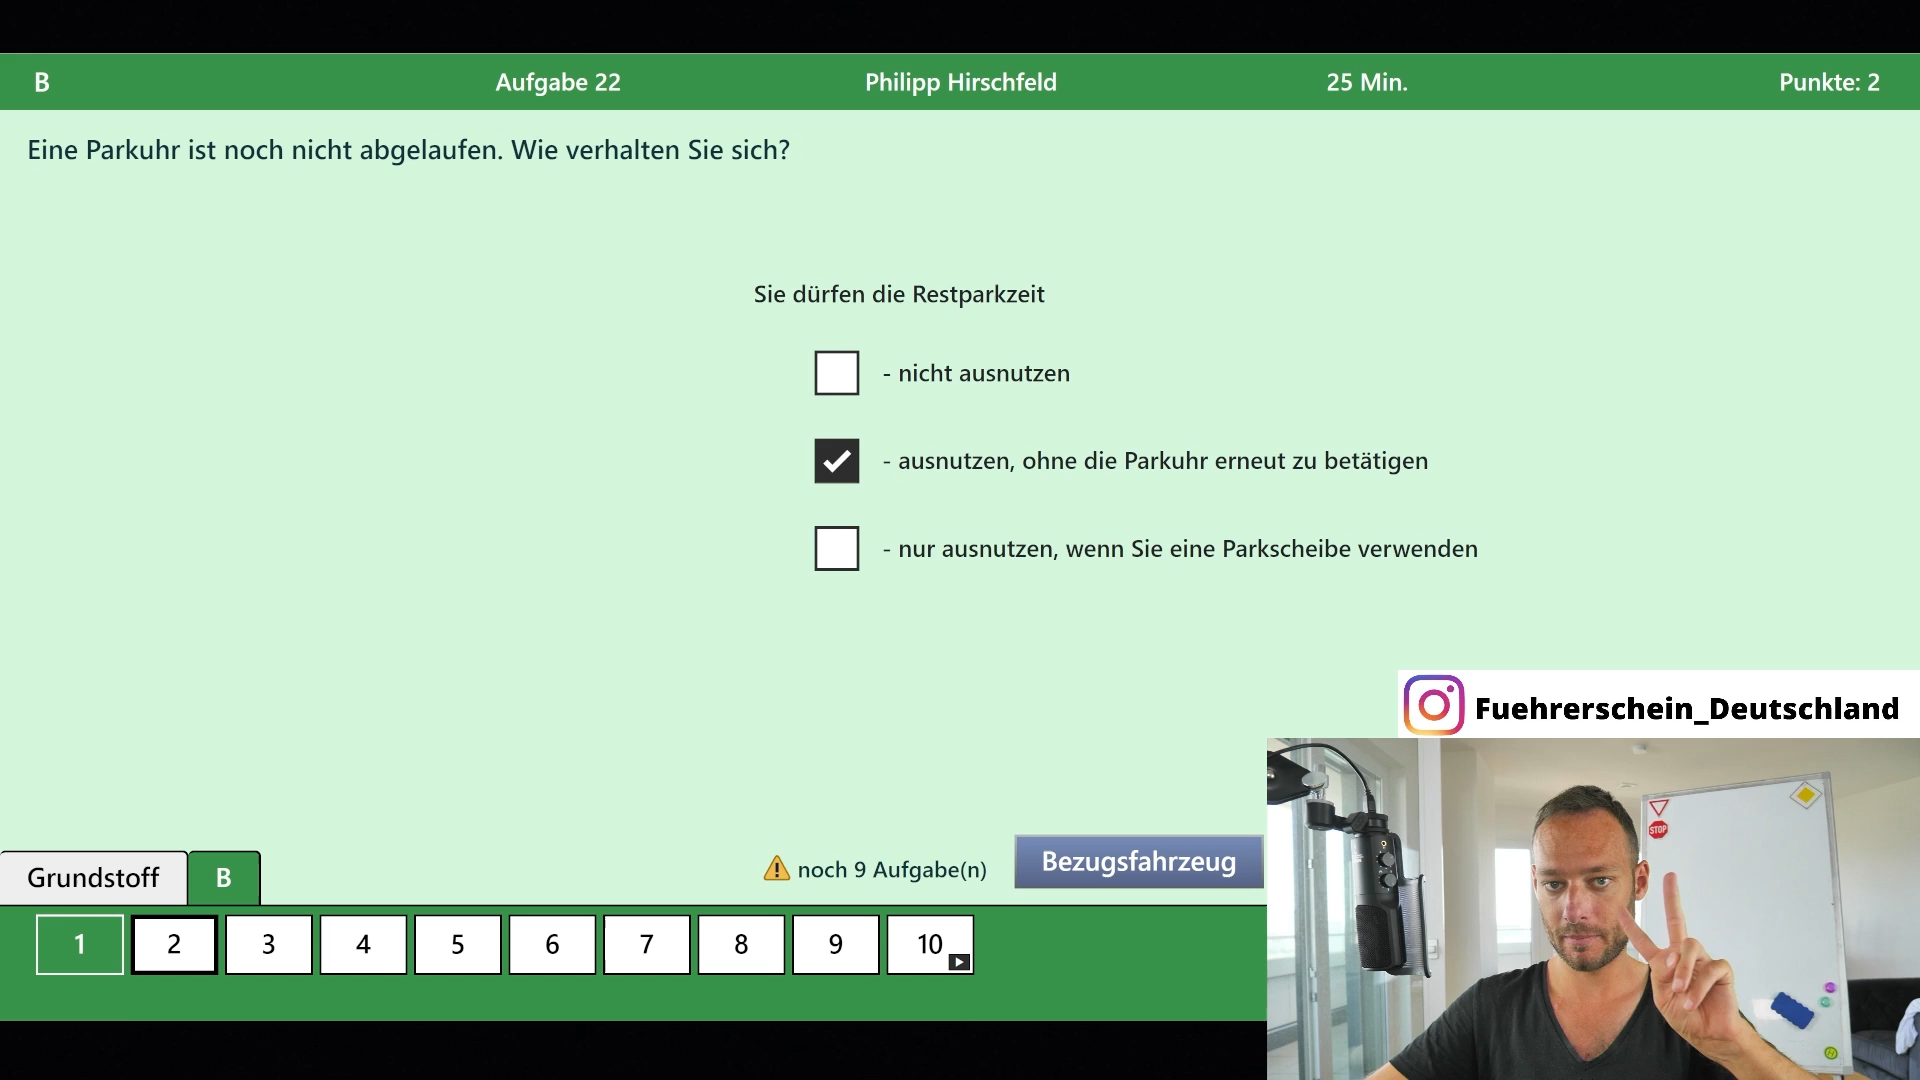 B
Aufgabe 22
Philipp Hirschfeld
25 Min.
Punkte: 2
Eine Parkuhr ist noch nicht abgelaufen. Wie verhalten Sie sich?
Sie dürfen die Restparkzeit
- nicht ausnutzen
- ausnutzen, ohne die Parkuhr erneut zu betätigen
- nur ausnutzen, wenn Sie eine Parkscheibe verwenden
Fuehrerschein_Deutschland
STOP
Grundstoff
B
noch 9 Aufgabe(n)
Bezugsfahrzeug
1
2
3
4
5
6
7
8
9
10